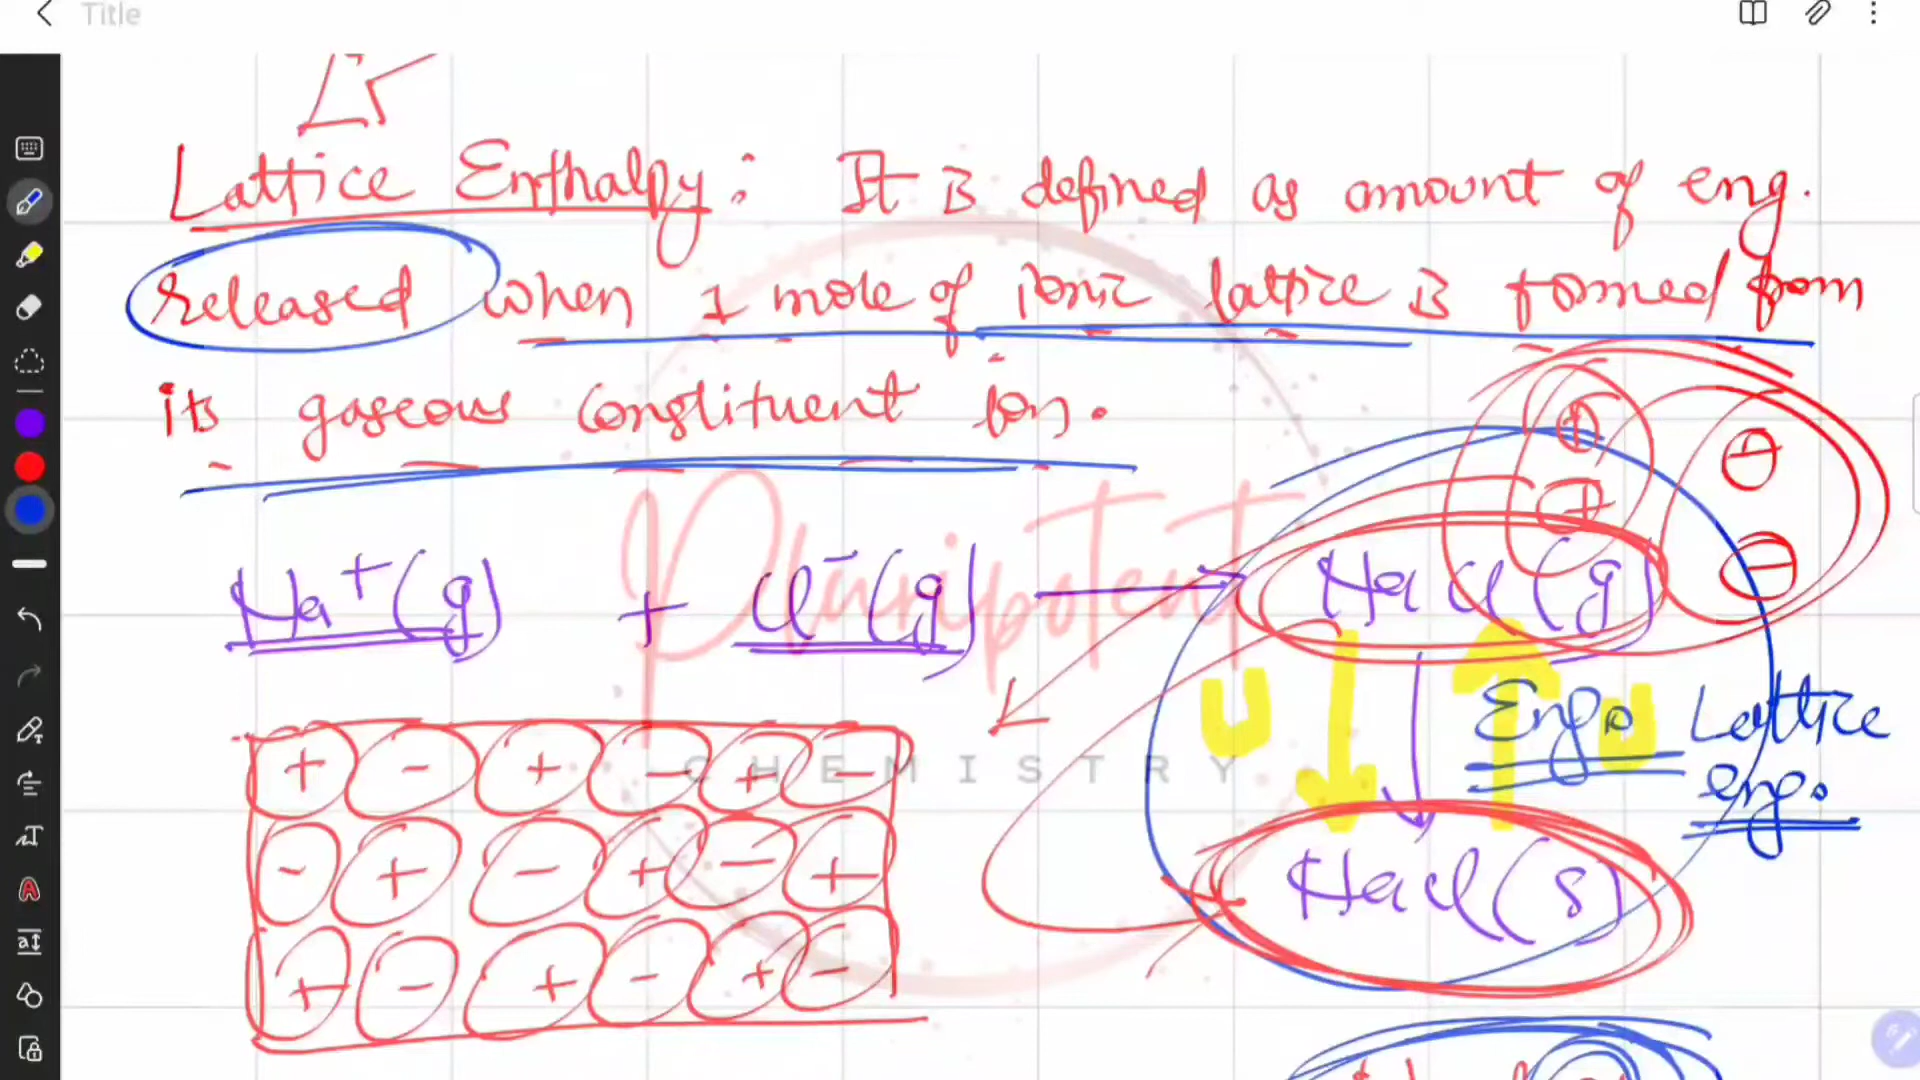 Title
Lattice Enthalpy: It is defined as amount of eng.
released when 1 mole of ionic lattice is formed from
its gaseous constituent ion.
Na+(g) + Cl-(g) → NaCl(g)
Pluripotent
CHEMISTRY
U Eng. U Lattice
eng.
NaCl(s)
+ - + - + -
- + - + - +
+ - + - + -